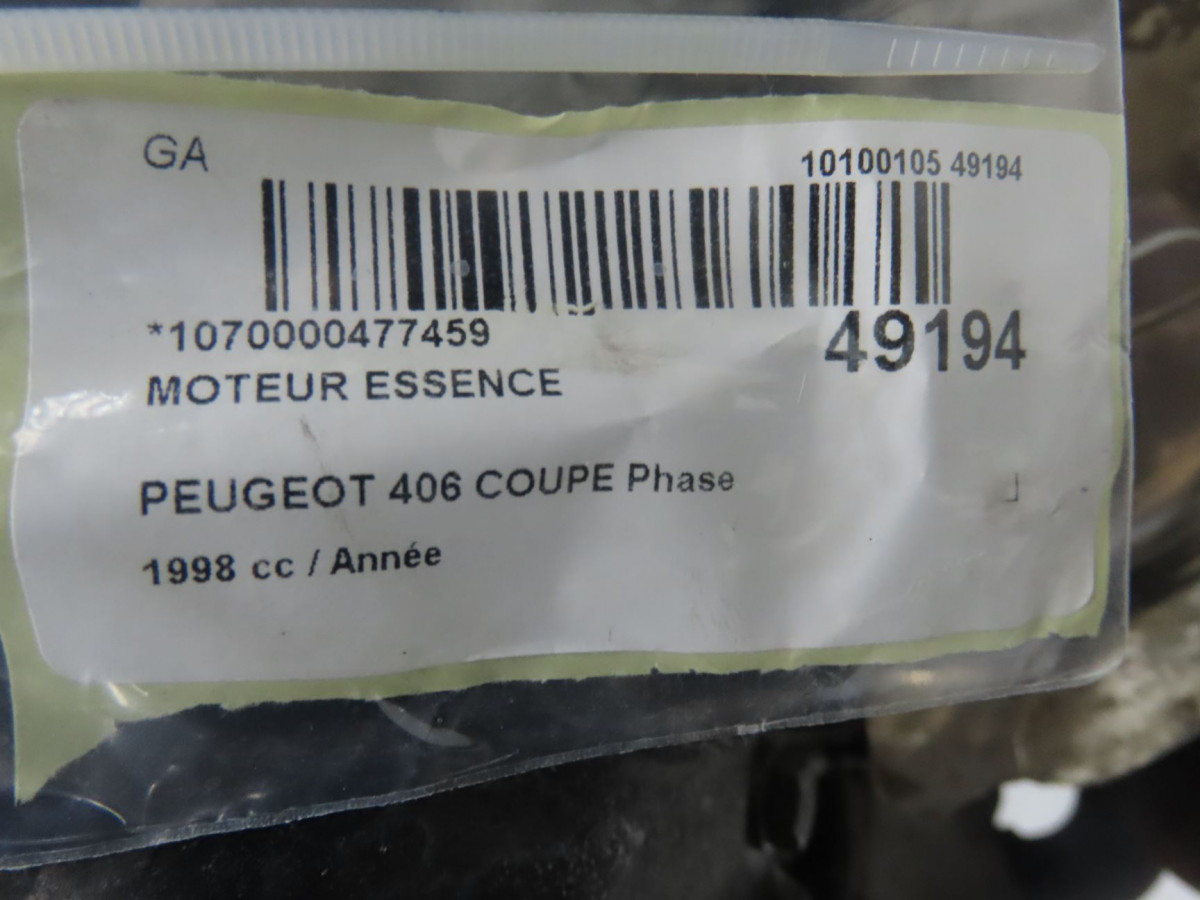 GA
10100105 49194
*1070000477459
49194
MOTEUR ESSENCE
PEUGEOT 406 COUPE Phase
1998 cc / Année